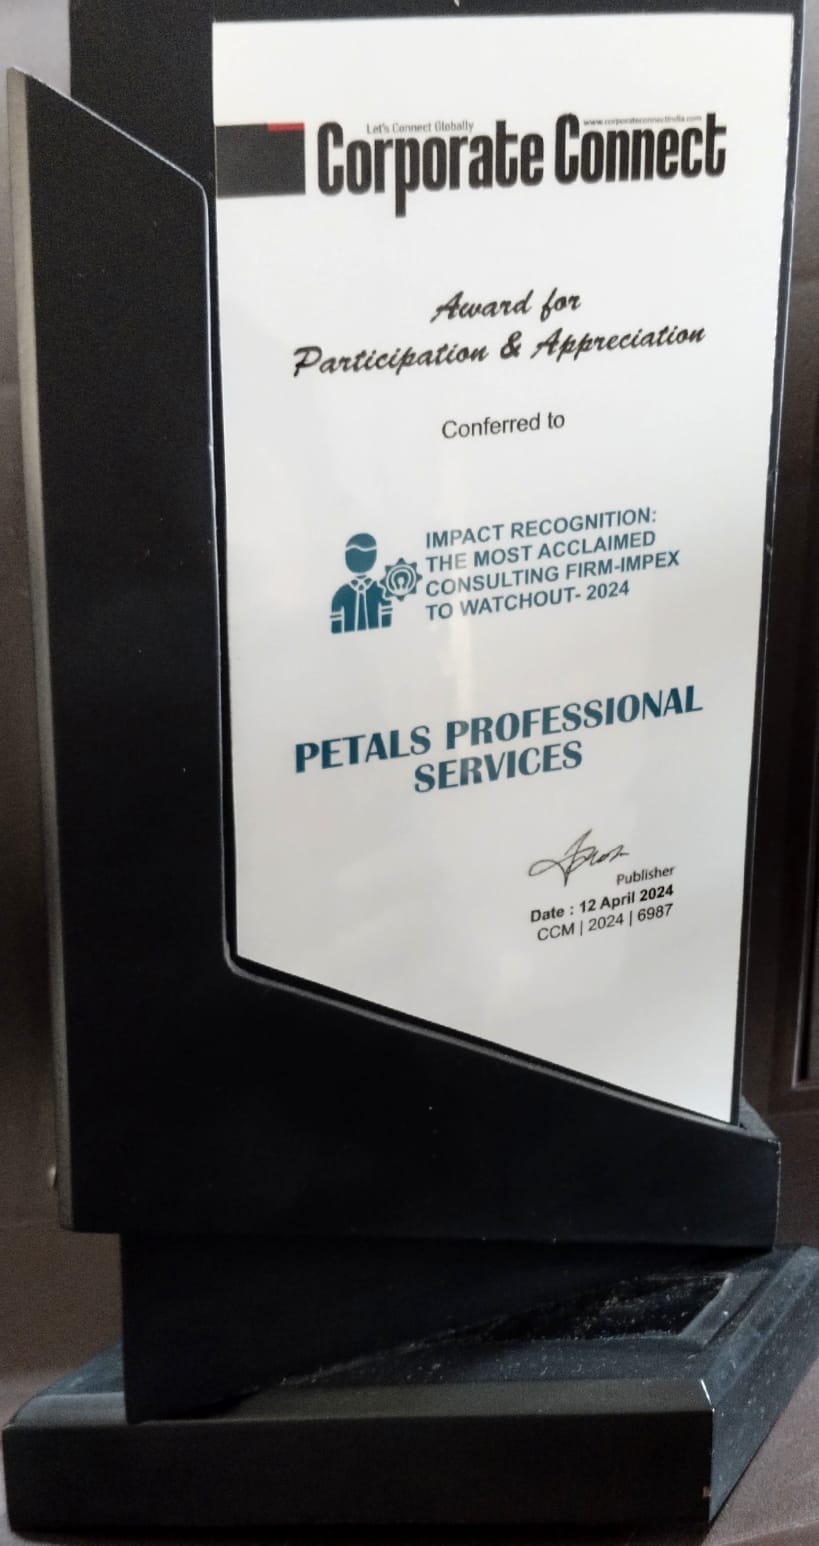 Let's Connect Globally
www.corporateconnectindia.com
Corporate Connect
Award for
Participation & Appreciation
Conferred to
IMPACT RECOGNITION:
THE MOST ACCLAIMED
CONSULTING FIRM-IMPEX
TO WATCHOUT- 2024
PETALS PROFESSIONAL
SERVICES
Publisher
Date : 12 April 2024
CCM | 2024 | 6987